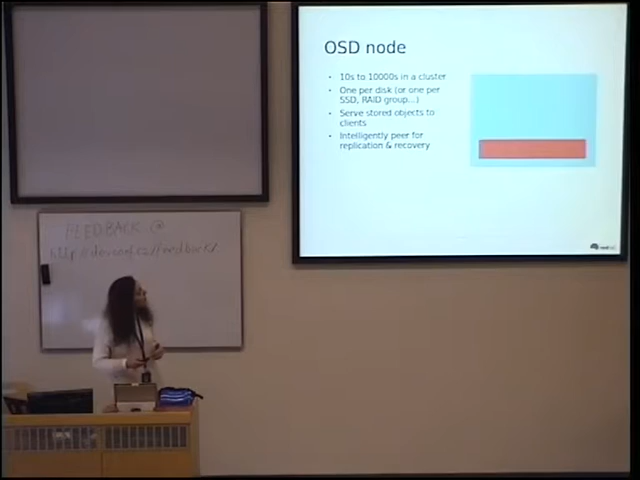 OSD node
10s to 10000s in a cluster
One per disk (or one per
SSD, RAID group...)
Serve stored objects to
clients
Intelligently peer for
replication & recovery
FEEDBACK @